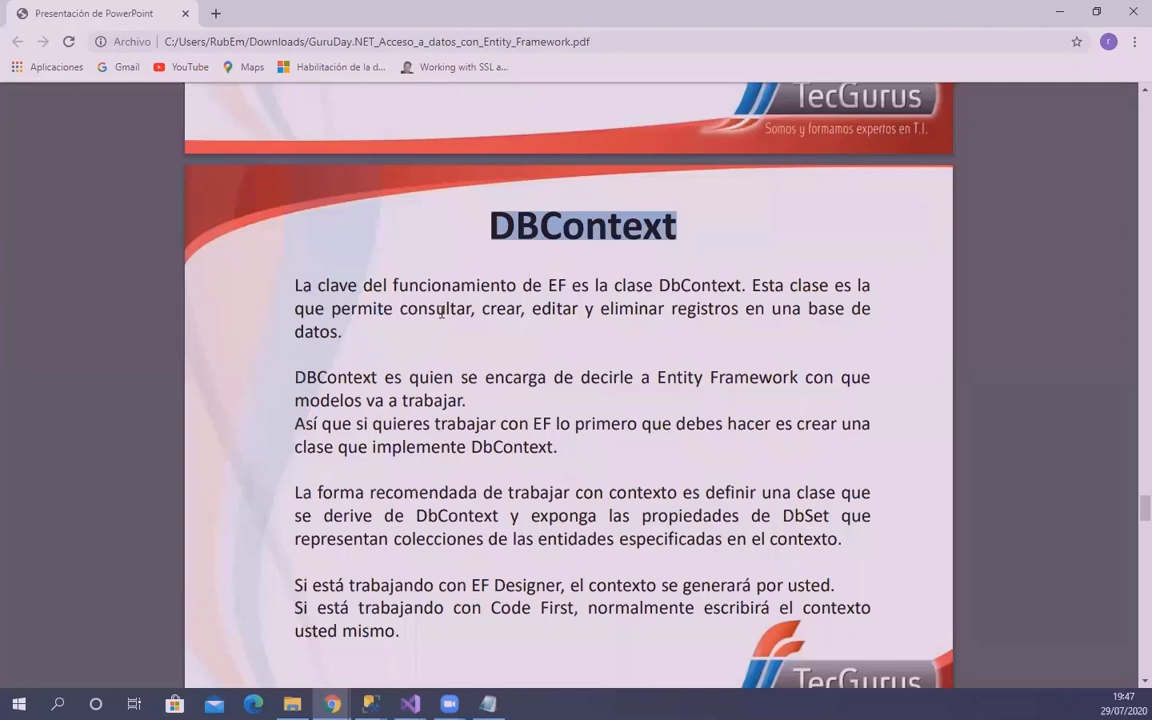 Presentación de PowerPoint
Archivo
C:/Users/RubEm/Downloads/GuruDay.NET_Acceso_a_datos_con_Entity_Framework.pdf
r
Aplicaciones
Gmail
YouTube
Maps
Habilitación de la d...
Working with SSL a...
TecGurus
Somos y formamos expertos en T.I.
DBContext
La clave del funcionamiento de EF es la clase DbContext. Esta clase es la
que permite consultar, crear, editar y eliminar registros en una base de
datos.
DBContext es quien se encarga de decirle a Entity Framework con que
modelos va a trabajar.
Así que si quieres trabajar con EF lo primero que debes hacer es crear una
clase que implemente DbContext.
La forma recomendada de trabajar con contexto es definir una clase que
se derive de DbContext y exponga las propiedades de DbSet que
representan colecciones de las entidades especificadas en el contexto.
Si está trabajando con EF Designer, el contexto se generará por usted.
Si está trabajando con Code First, normalmente escribirá el contexto
usted mismo.
TecGurus
19:47
29/07/2020